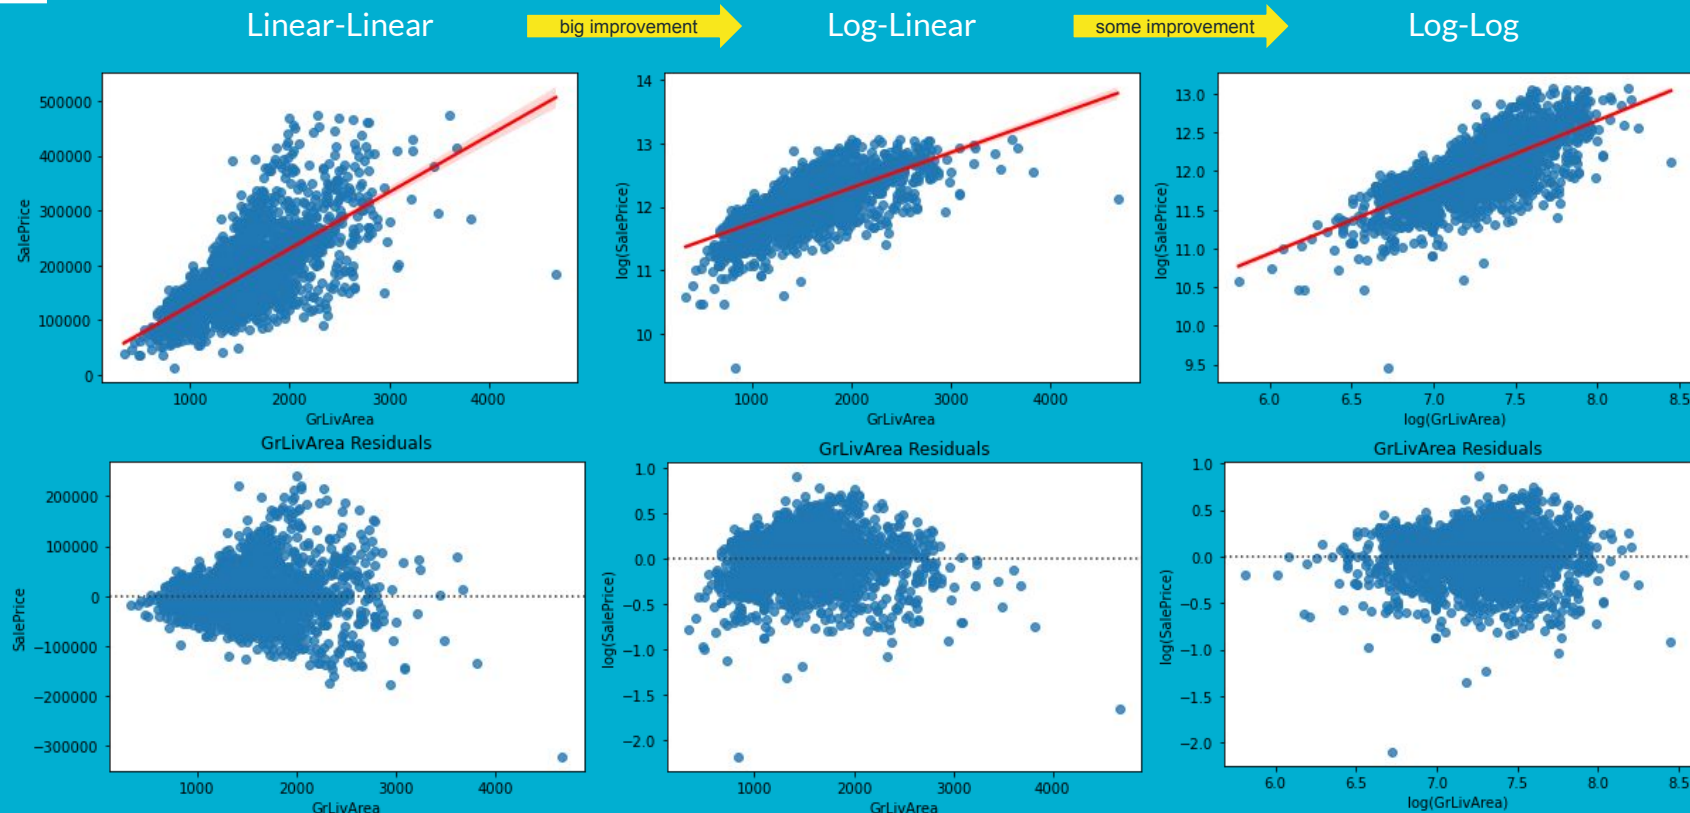 Linear-Linear
big improvement
Log-Linear
some improvement
Log-Log
500000
400000
300000
200000
100000
0
SalePrice
1000 2000 3000 4000
GrLivArea
14
13
12
11
10
log(SalePrice)
1000 2000 3000 4000
GrLivArea
13.0
12.5
12.0
11.5
11.0
10.5
10.0
9.5
log(SalePrice)
6.0 6.5 7.0 7.5 8.0 8.5
log(GrLivArea)
GrLivArea Residuals
200000
100000
0
−100000
−200000
−300000
SalePrice
1000 2000 3000 4000
GrLivArea
GrLivArea Residuals
1.0
0.5
0.0
−0.5
−1.0
−1.5
−2.0
log(SalePrice)
1000 2000 3000 4000
GrLivArea
GrLivArea Residuals
1.0
0.5
0.0
−0.5
−1.0
−1.5
−2.0
log(SalePrice)
6.0 6.5 7.0 7.5 8.0 8.5
log(GrLivArea)